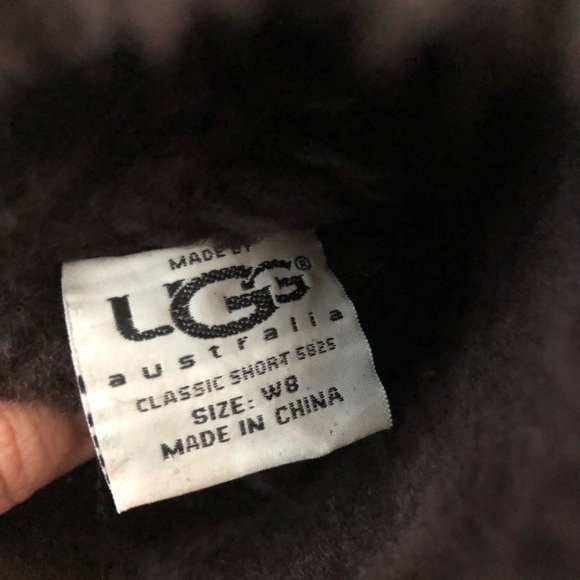 MADE BY
UGG®
australia
CLASSIC SHORT 5825
SIZE: W8
MADE IN CHINA